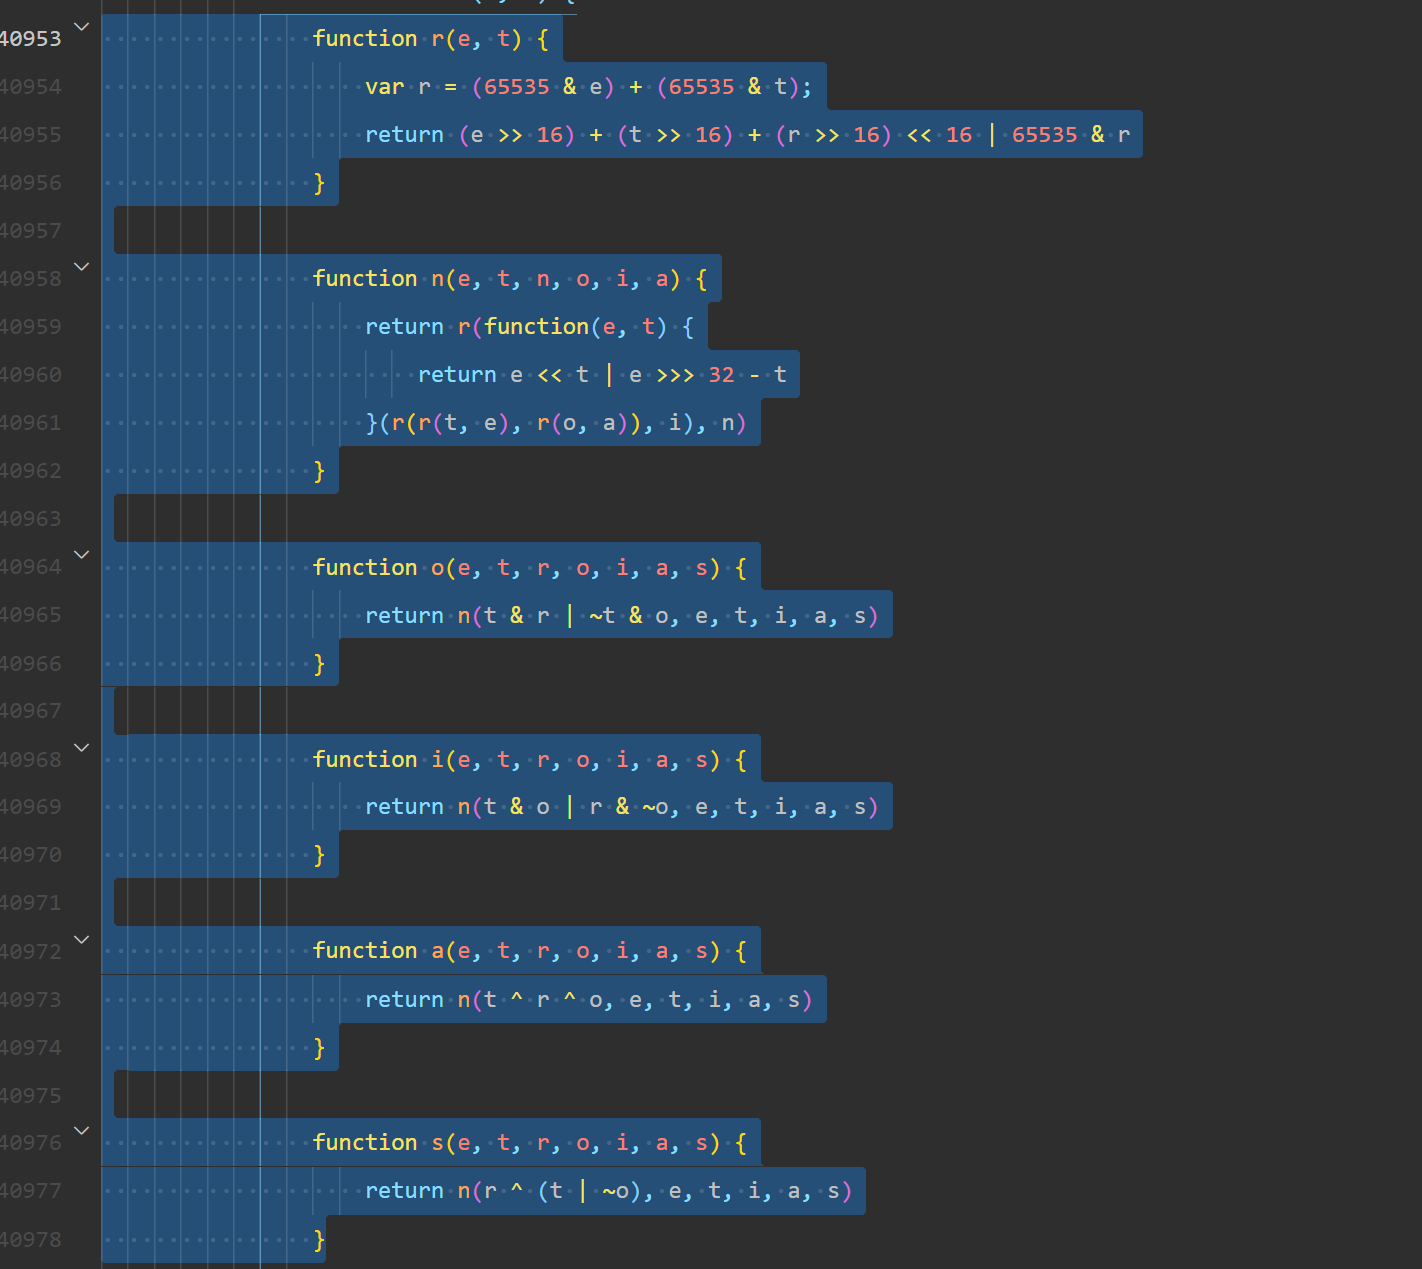 40953 function r(e, t) {
40954 var r = (65535 & e) + (65535 & t);
40955 return (e >> 16) + (t >> 16) + (r >> 16) << 16 | 65535 & r
40956 }
40957
40958 function n(e, t, n, o, i, a) {
40959 return r(function(e, t) {
40960 return e << t | e >>> 32 - t
40961 }(r(r(t, e), r(o, a)), i), n)
40962 }
40963
40964 function o(e, t, r, o, i, a, s) {
40965 return n(t & r | ~t & o, e, t, i, a, s)
40966 }
40967
40968 function i(e, t, r, o, i, a, s) {
40969 return n(t & o | r & ~o, e, t, i, a, s)
40970 }
40971
40972 function a(e, t, r, o, i, a, s) {
40973 return n(t ^ r ^ o, e, t, i, a, s)
40974 }
40975
40976 function s(e, t, r, o, i, a, s) {
40977 return n(r ^ (t | ~o), e, t, i, a, s)
40978 }